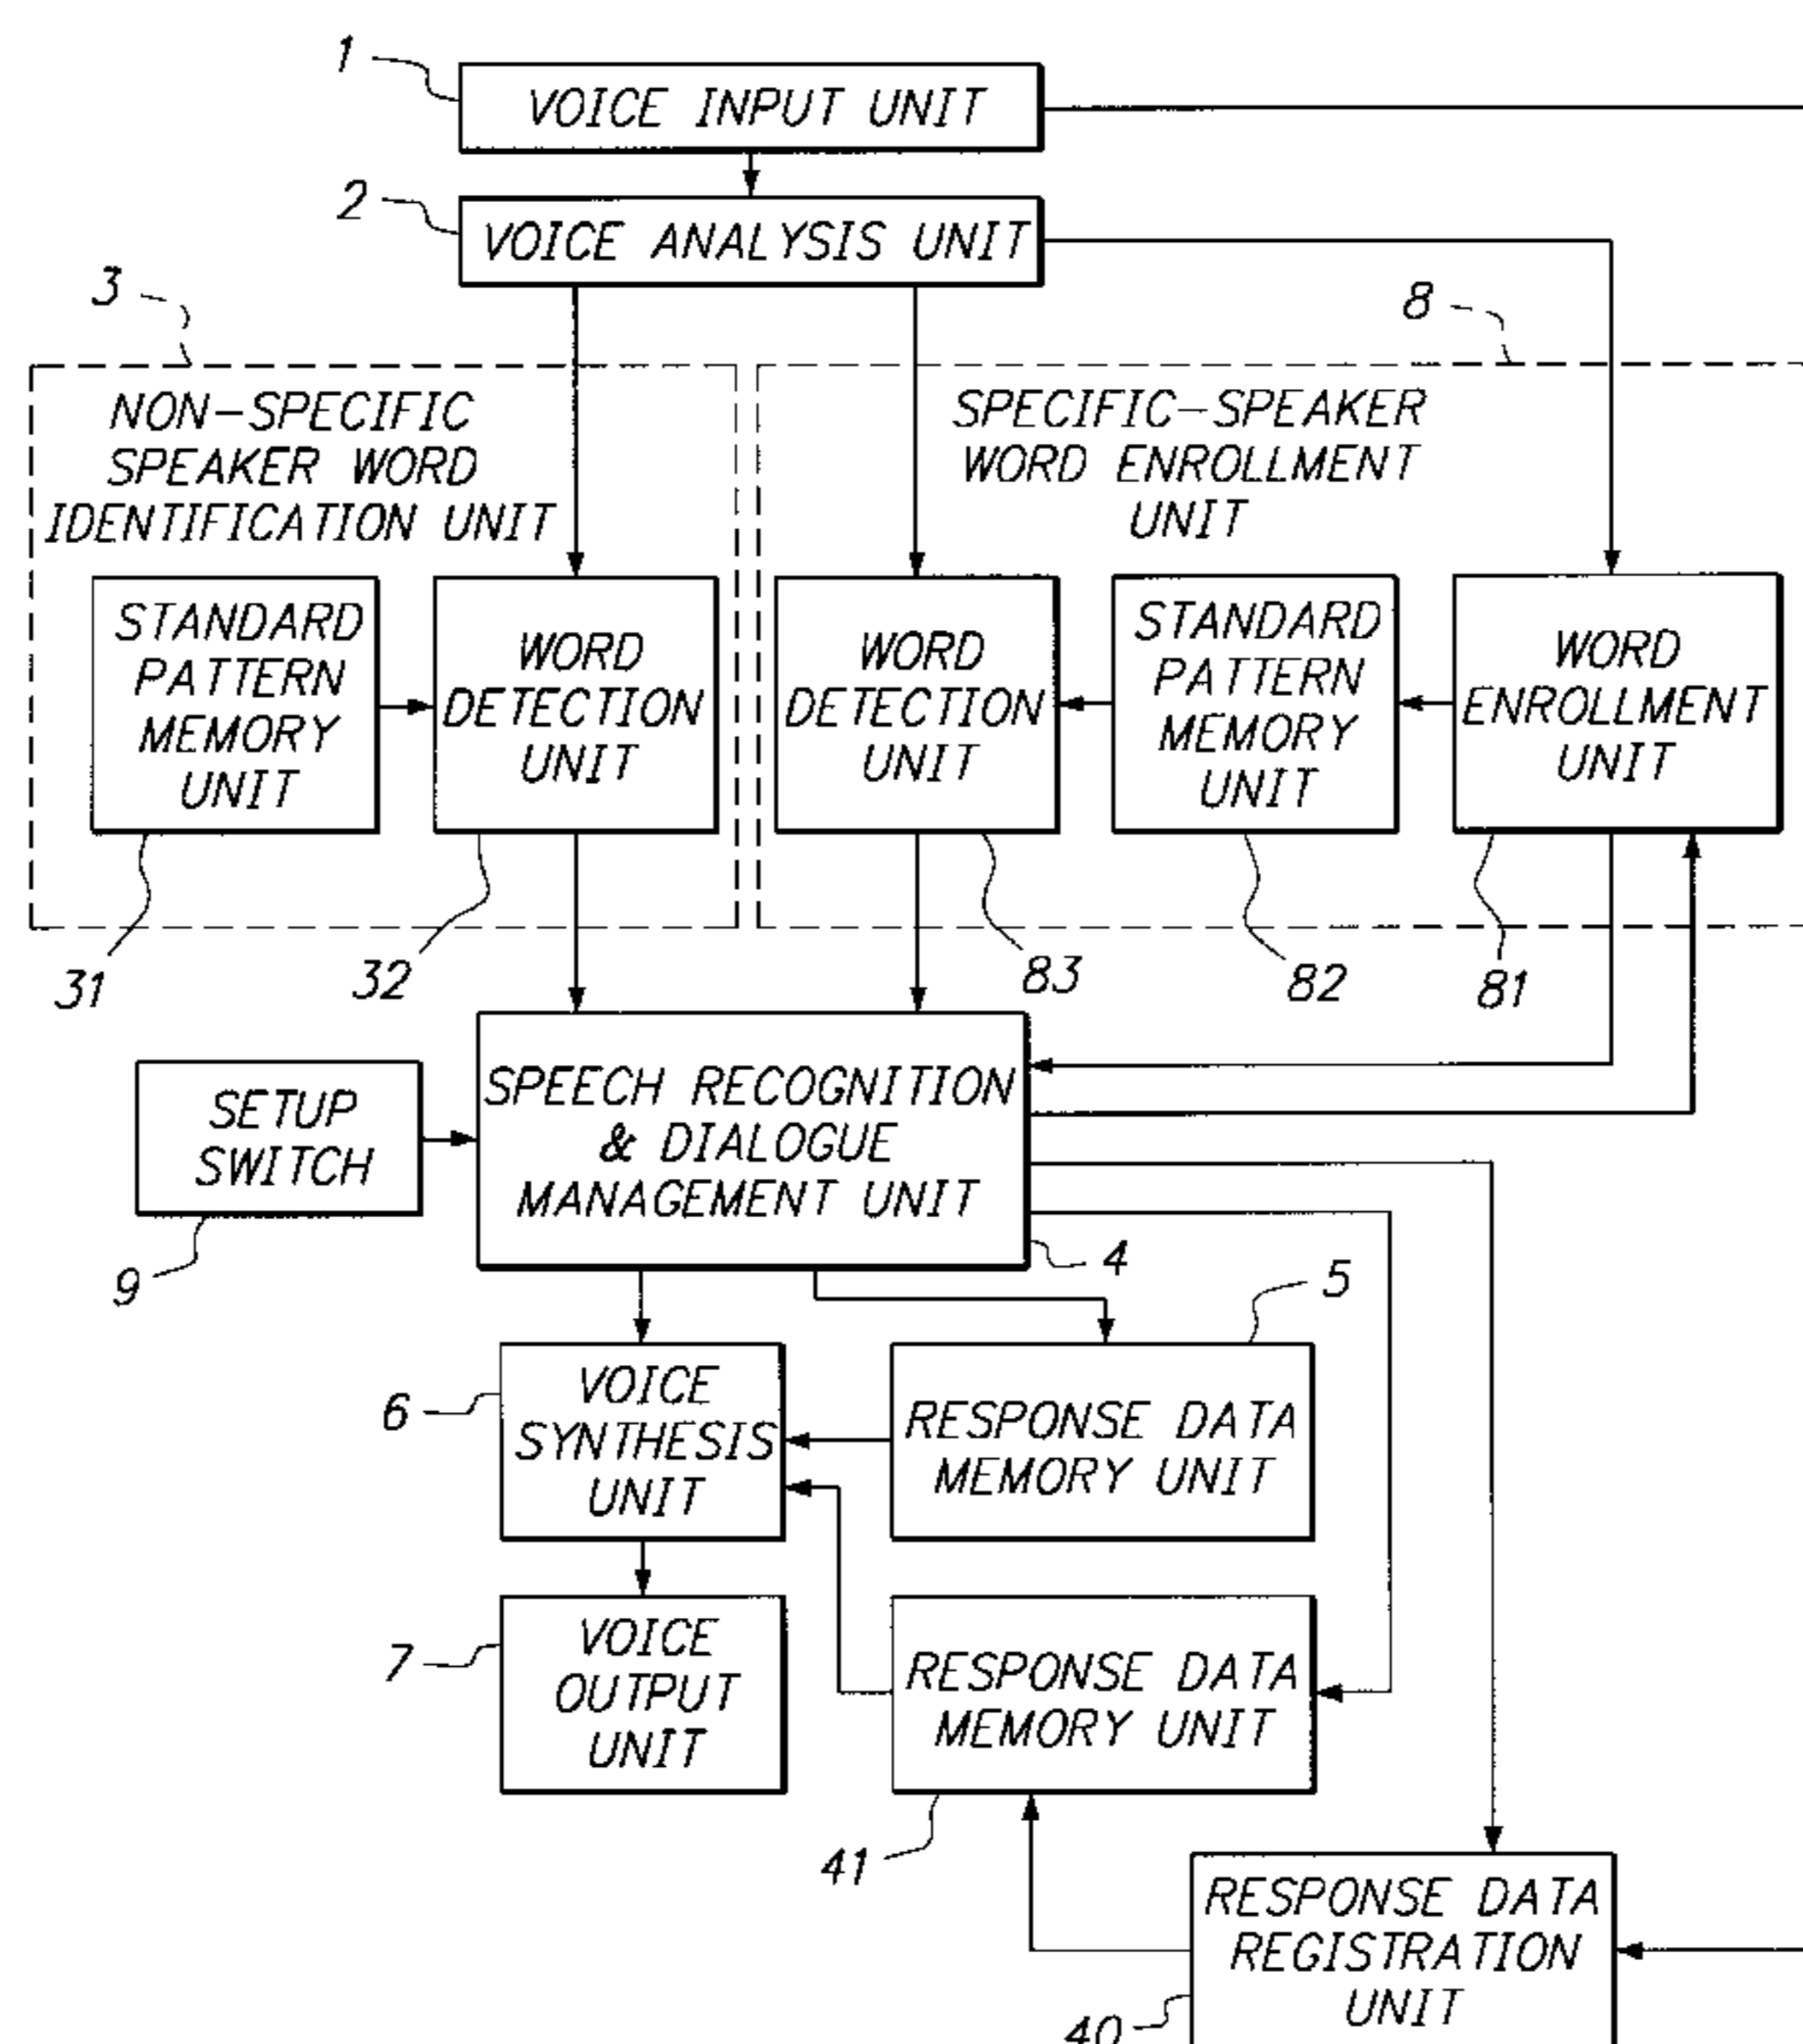 1
VOICE INPUT UNIT
2
VOICE ANALYSIS UNIT
3
8
NON-SPECIFIC
SPEAKER WORD
IDENTIFICATION UNIT
SPECIFIC-SPEAKER
WORD ENROLLMENT
UNIT
STANDARD
PATTERN
MEMORY
UNIT
WORD
DETECTION
UNIT
WORD
DETECTION
UNIT
STANDARD
PATTERN
MEMORY
UNIT
WORD
ENROLLMENT
UNIT
31
32
83
82
81
SETUP
SWITCH
9
SPEECH RECOGNITION
& DIALOGUE
MANAGEMENT UNIT
4
5
6
VOICE
SYNTHESIS
UNIT
RESPONSE DATA
MEMORY UNIT
7
VOICE
OUTPUT
UNIT
RESPONSE DATA
MEMORY UNIT
41
RESPONSE DATA
REGISTRATION
UNIT
40